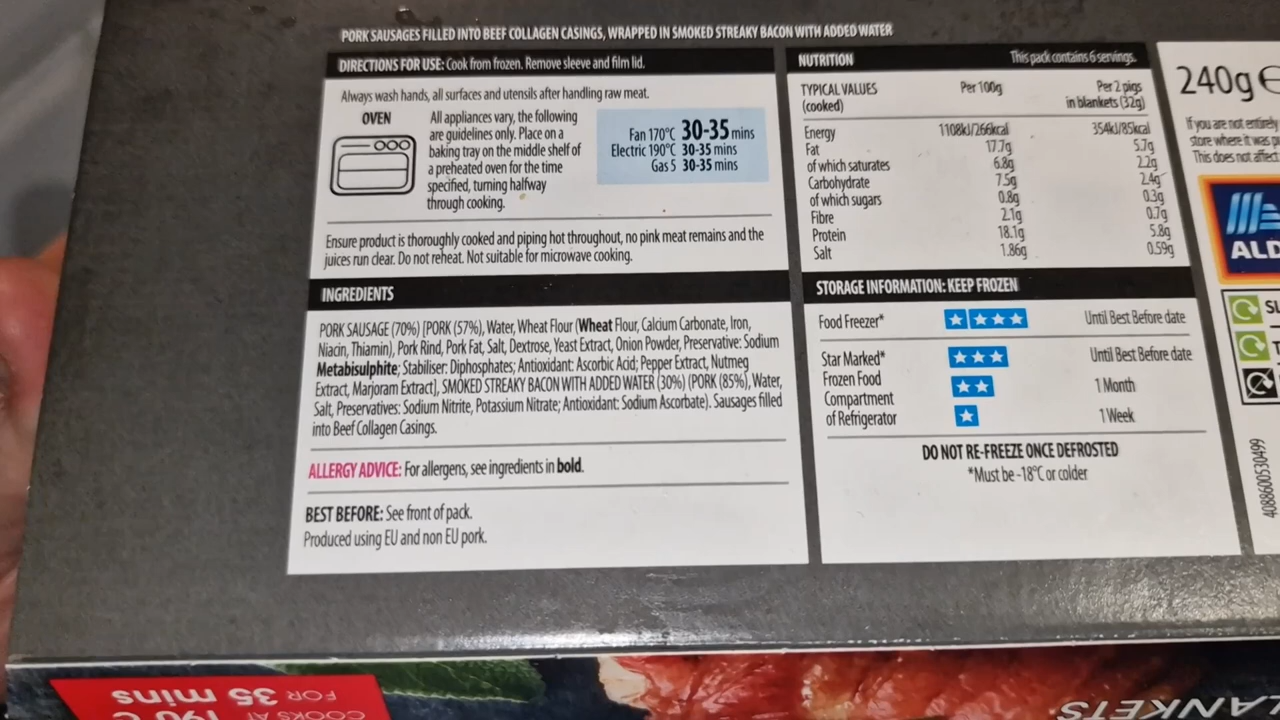 PORK SAUSAGES FILLED INTO BEEF COLLAGEN CASINGS, WRAPPED IN SMOKED STREAKY BACON WITH ADDED WATER
DIRECTIONS FOR USE: Cook from frozen. Remove sleeve and film lid.
Always wash hands, all surfaces and utensils after handling raw meat.
OVEN
All appliances vary, the following
are guidelines only. Place on a
baking tray on the middle shelf of
a preheated oven for the time
specified, turning halfway
through cooking.
Fan 170°C 30-35 mins
Electric 190°C 30-35 mins
Gas 5 30-35 mins
Ensure product is thoroughly cooked and piping hot throughout, no pink meat remains and the
juices run clear. Do not reheat. Not suitable for microwave cooking.
INGREDIENTS
PORK SAUSAGE (70%) [PORK (57%), Water, Wheat Flour (Wheat Flour, Calcium Carbonate, Iron,
Niacin, Thiamin), Pork Rind, Pork Fat, Salt, Dextrose, Yeast Extract, Onion Powder, Preservative: Sodium
Metabisulphite; Stabiliser: Diphosphates; Antioxidant: Ascorbic Acid; Pepper Extract, Nutmeg
Extract, Marjoram Extract], SMOKED STREAKY BACON WITH ADDED WATER (30%) (PORK (85%), Water,
Salt, Preservatives: Sodium Nitrite, Potassium Nitrate; Antioxidant: Sodium Ascorbate). Sausages filled
into Beef Collagen Casings.
ALLERGY ADVICE: For allergens, see ingredients in bold.
BEST BEFORE: See front of pack.
Produced using EU and non EU pork.
NUTRITION This pack contains 6 servings.
TYPICAL VALUES Per 100g Per 2 pigs
(cooked) in blankets (32g)
Energy 1108kJ/266kcal 354kJ/85kcal
Fat 17.7g 5.7g
of which saturates 6.8g 2.2g
Carbohydrate 7.5g 2.4g
of which sugars 0.8g 0.3g
Fibre 2.1g 0.7g
Protein 18.1g 5.8g
Salt 1.86g 0.59g
STORAGE INFORMATION: KEEP FROZEN
Food Freezer* Until Best Before date
Star Marked* Until Best Before date
Frozen Food 1 Month
Compartment
of Refrigerator 1 Week
DO NOT RE-FREEZE ONCE DEFROSTED
*Must be -18°C or colder
240g e
If you are not entirely
store where it was
This does not affect
ALD
4088600530499
COOKS AT 190°C
FOR 35 mins
ANKETS